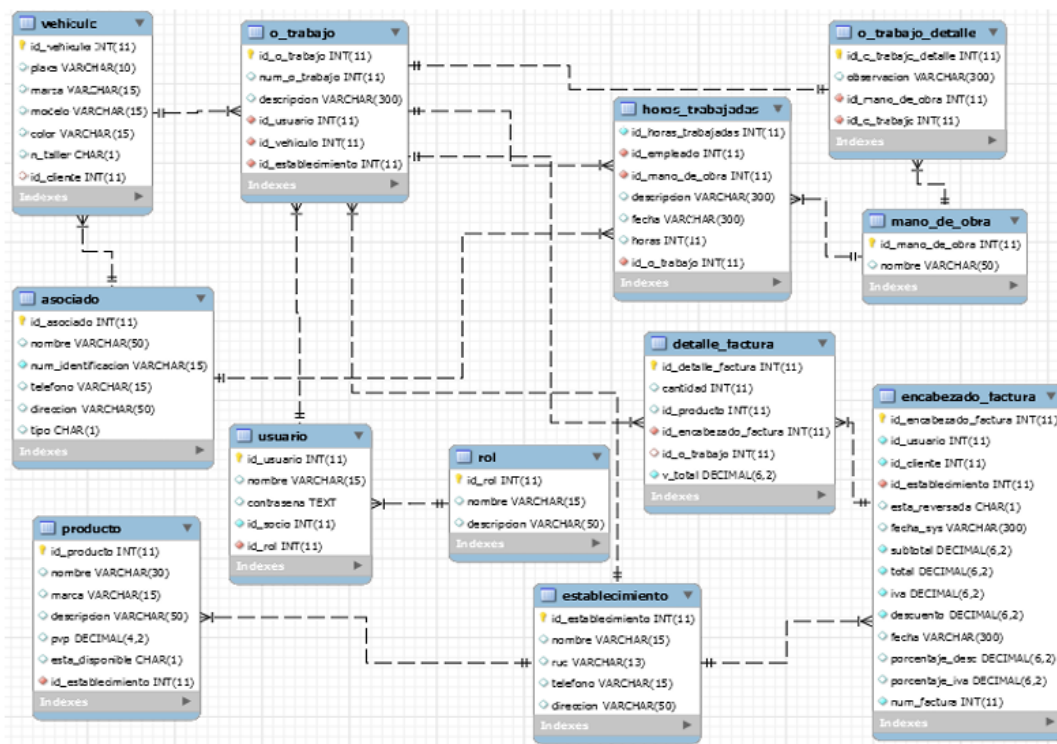 vehiculo
id_vehiculo INT(11)
placa VARCHAR(10)
marca VARCHAR(15)
modelo VARCHAR(15)
color VARCHAR(15)
n_taller CHAR(1)
id_cliente INT(11)
Indexes
o_trabajo
id_o_trabajo INT(11)
num_o_trabajo INT(11)
descripcion VARCHAR(300)
id_usuario INT(11)
id_vehiculo INT(11)
id_establecimiento INT(11)
Indexes
o_trabajo_detalle
id_o_trabajo_detalle INT(11)
observacion VARCHAR(300)
id_mano_de_obra INT(11)
id_o_trabajo INT(11)
Indexes
horas_trabajadas
id_horas_trabajadas INT(11)
id_empleado INT(11)
id_mano_de_obra INT(11)
descripcion VARCHAR(300)
fecha VARCHAR(300)
horas INT(11)
id_o_trabajo INT(11)
Indexes
mano_de_obra
id_mano_de_obra INT(11)
nombre VARCHAR(50)
Indexes
asociado
id_asociado INT(11)
nombre VARCHAR(50)
num_identificacion VARCHAR(15)
telefono VARCHAR(15)
direccion VARCHAR(50)
tipo CHAR(1)
Indexes
detalle_factura
id_detalle_factura INT(11)
cantidad INT(11)
id_producto INT(11)
id_encabezado_factura INT(11)
id_o_trabajo INT(11)
v_total DECIMAL(6,2)
Indexes
encabezado_factura
id_encabezado_factura INT(11)
id_usuario INT(11)
id_cliente INT(11)
id_establecimiento INT(11)
esta_reversada CHAR(1)
fecha_sys VARCHAR(300)
subtotal DECIMAL(6,2)
total DECIMAL(6,2)
iva DECIMAL(6,2)
descuento DECIMAL(6,2)
fecha VARCHAR(300)
porcentaje_desc DECIMAL(6,2)
porcentaje_iva DECIMAL(6,2)
num_factura INT(11)
Indexes
usuario
id_usuario INT(11)
nombre VARCHAR(15)
contrasena TEXT
id_socio INT(11)
id_rol INT(11)
Indexes
rol
id_rol INT(11)
nombre VARCHAR(15)
descripcion VARCHAR(50)
Indexes
producto
id_producto INT(11)
nombre VARCHAR(30)
marca VARCHAR(15)
descripcion VARCHAR(50)
pvp DECIMAL(4,2)
esta_disponible CHAR(1)
id_establecimiento INT(11)
Indexes
establecimiento
id_establecimiento INT(11)
nombre VARCHAR(15)
ruc VARCHAR(13)
telefono VARCHAR(15)
direccion VARCHAR(50)
Indexes